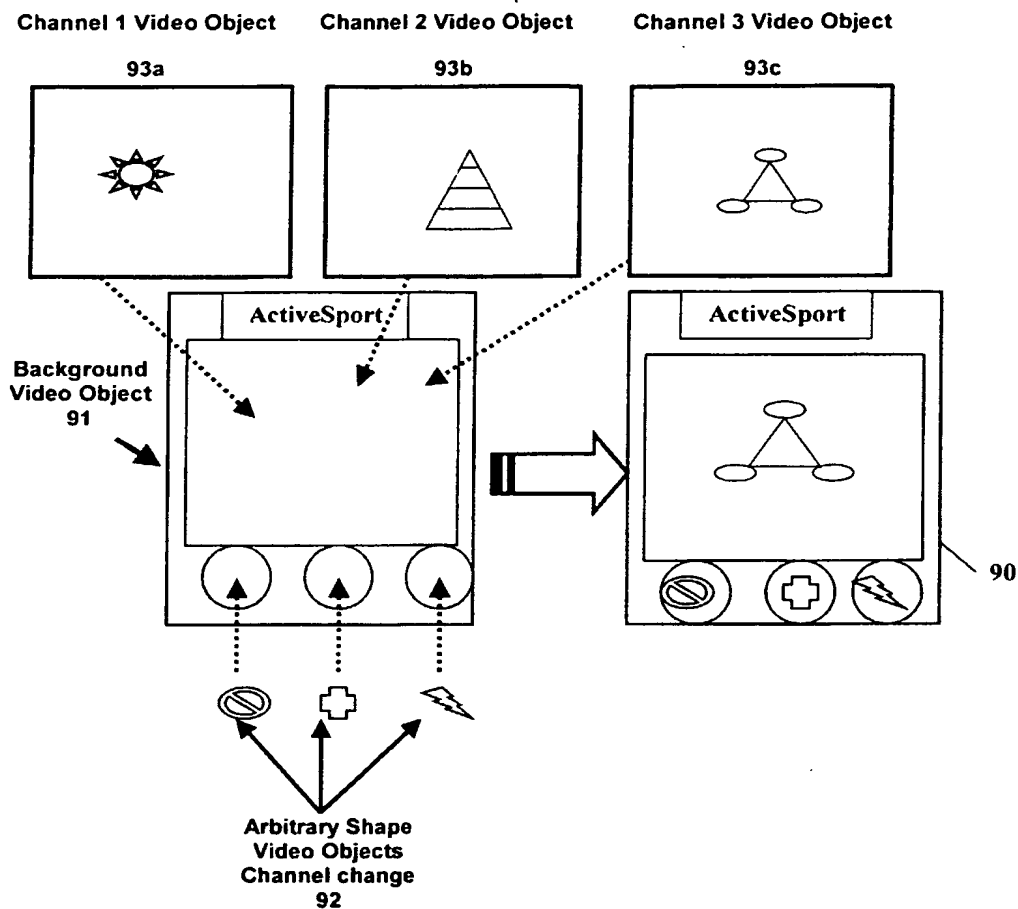 Channel 1 Video Object
93a
Channel 2 Video Object
93b
Channel 3 Video Object
93c
ActiveSport
ActiveSport
Background
Video Object
91
90
Arbitrary Shape
Video Objects
Channel change
92